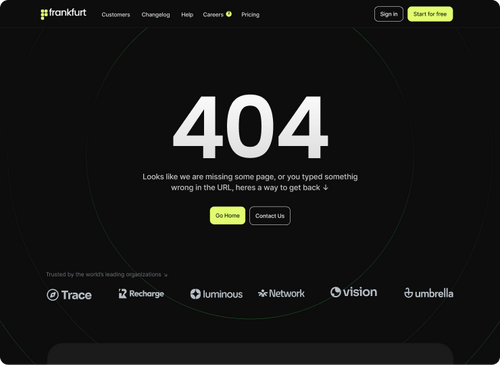 frankfurt
Customers Changelog Help Careers Pricing
Sign in Start for free
404
Looks like we are missing some page, or you typed somethig
wrong in the URL, heres a way to get back ↓
Go Home Contact Us
Trusted by the world's leading organizations ↘
Trace Recharge luminous Network vision umbrella